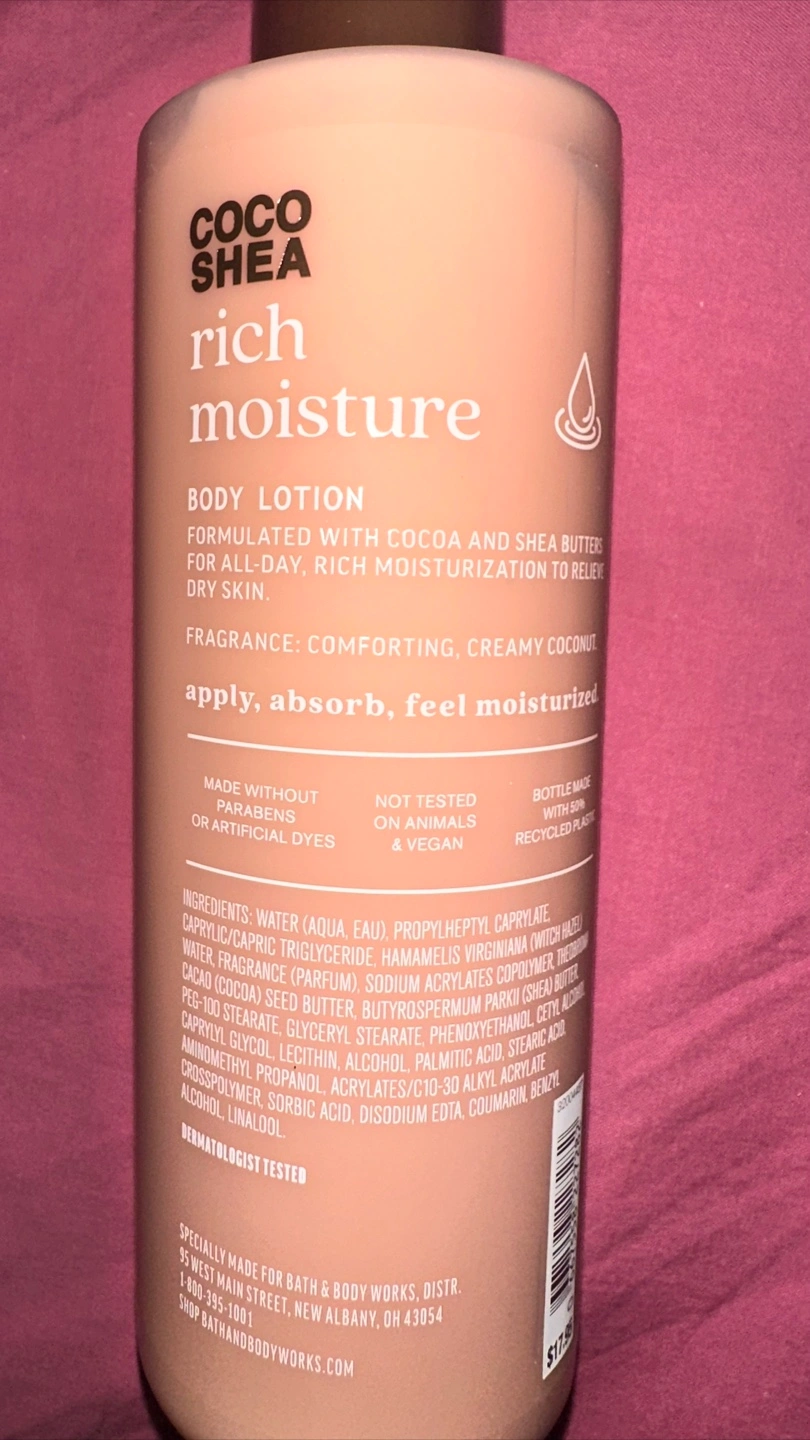 COCO
SHEA
rich
moisture
BODY LOTION
FORMULATED WITH COCOA AND SHEA BUTTERS
FOR ALL-DAY, RICH MOISTURIZATION TO RELIEVE
DRY SKIN.
FRAGRANCE: COMFORTING, CREAMY COCONUT.
apply, absorb, feel moisturized.
MADE WITHOUT
PARABENS
OR ARTIFICIAL DYES
NOT TESTED
ON ANIMALS
& VEGAN
BOTTLE MADE
WITH 50%
RECYCLED PLASTIC
INGREDIENTS: WATER (AQUA, EAU), PROPYLHEPTYL CAPRYLATE,
CAPRYLIC/CAPRIC TRIGLYCERIDE, HAMAMELIS VIRGINIANA (WITCH HAZEL)
WATER, FRAGRANCE (PARFUM), SODIUM ACRYLATES COPOLYMER, THEOBROMA
CACAO (COCOA) SEED BUTTER, BUTYROSPERMUM PARKII (SHEA) BUTTER,
PEG-100 STEARATE, GLYCERYL STEARATE, PHENOXYETHANOL, CETYL ALCOHOL,
CAPRYLYL GLYCOL, LECITHIN, ALCOHOL, PALMITIC ACID, STEARIC ACID,
AMINOMETHYL PROPANOL, ACRYLATES/C10-30 ALKYL ACRYLATE
CROSSPOLYMER, SORBIC ACID, DISODIUM EDTA, COUMARIN, BENZYL
ALCOHOL, LINALOOL.
DERMATOLOGIST TESTED
SPECIALLY MADE FOR BATH & BODY WORKS, DISTR.
95 WEST MAIN STREET, NEW ALBANY, OH 43054
1-800-395-1001
SHOP BATHANDBODYWORKS.COM